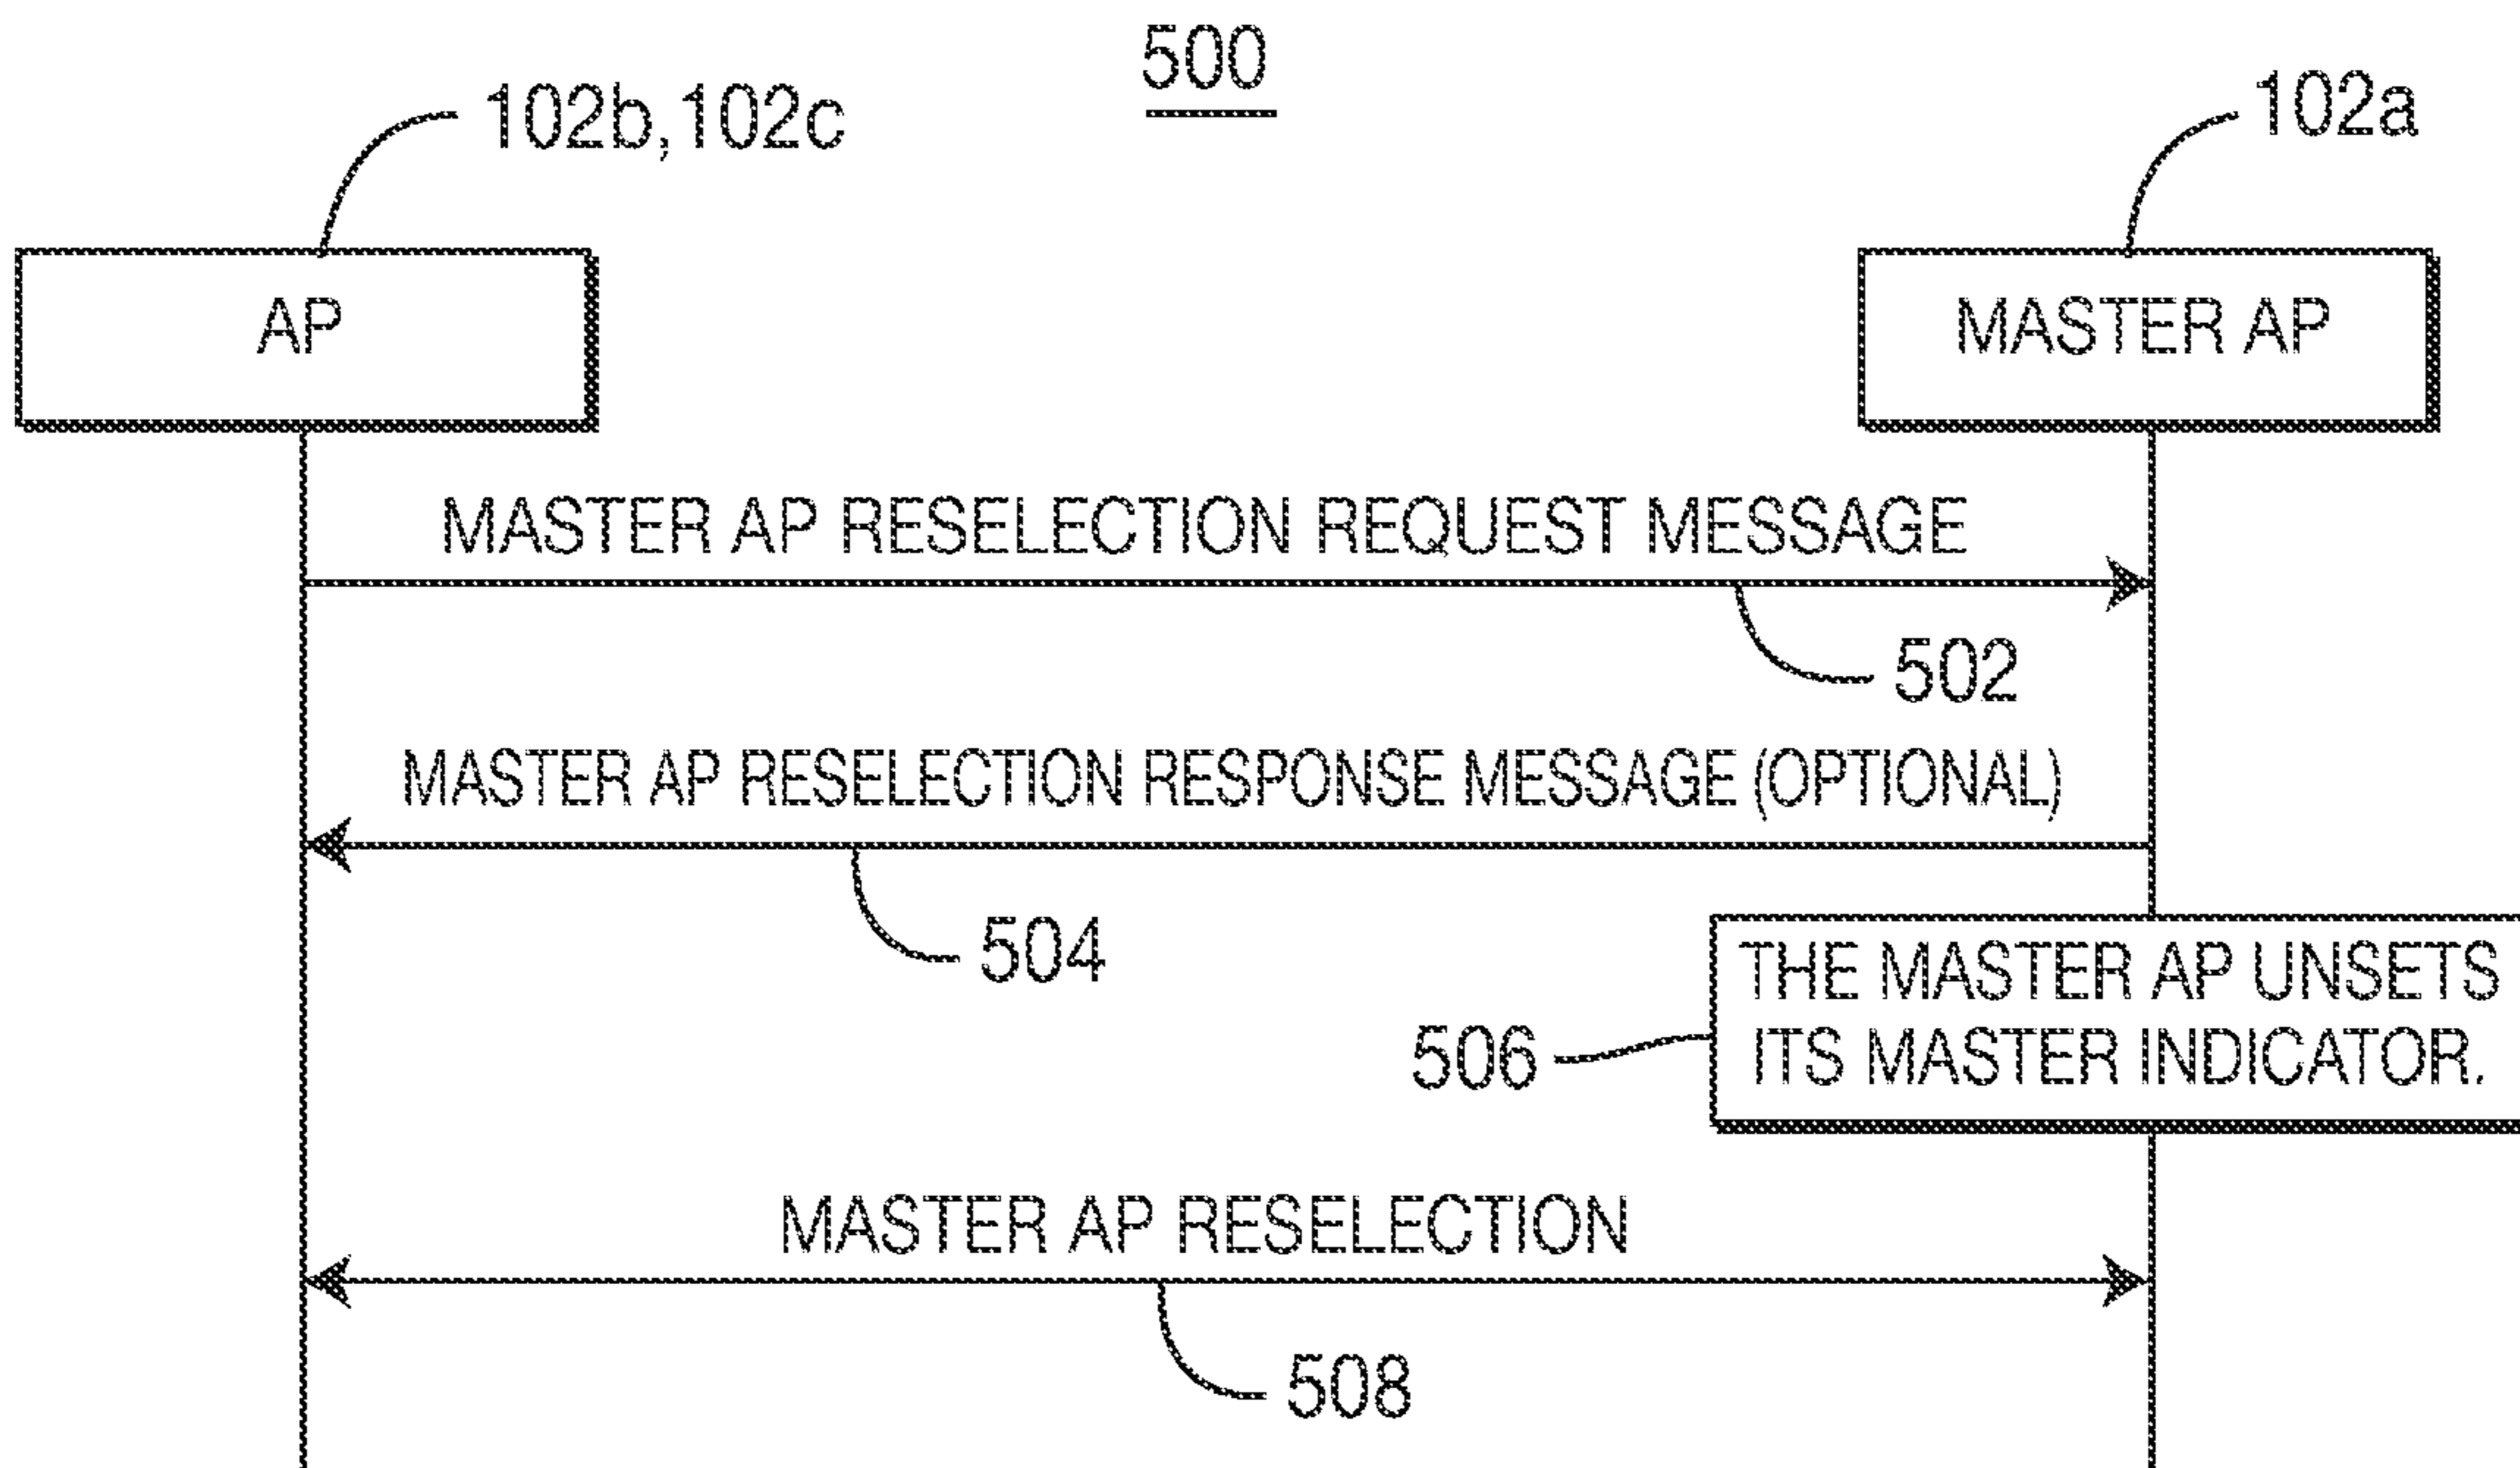 500
102b,102c
102a
AP
MASTER AP
MASTER AP RESELECTION REQUEST MESSAGE
502
MASTER AP RESELECTION RESPONSE MESSAGE (OPTIONAL)
504
THE MASTER AP UNSETS
ITS MASTER INDICATOR.
506
MASTER AP RESELECTION
508